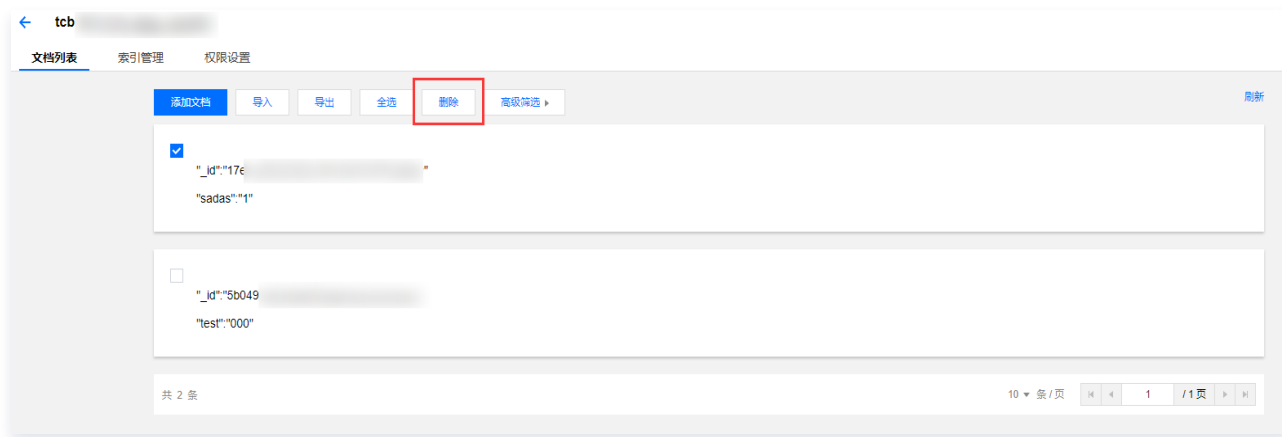 tcb
文档列表 索引管理 权限设置
添加文档 导入 导出 全选 删除 高级筛选 刷新
"_id":"17e "
"sadas":"1"
"_id":"5b049
"test":"000"
共 2 条 10 条 / 页 1 / 1 页